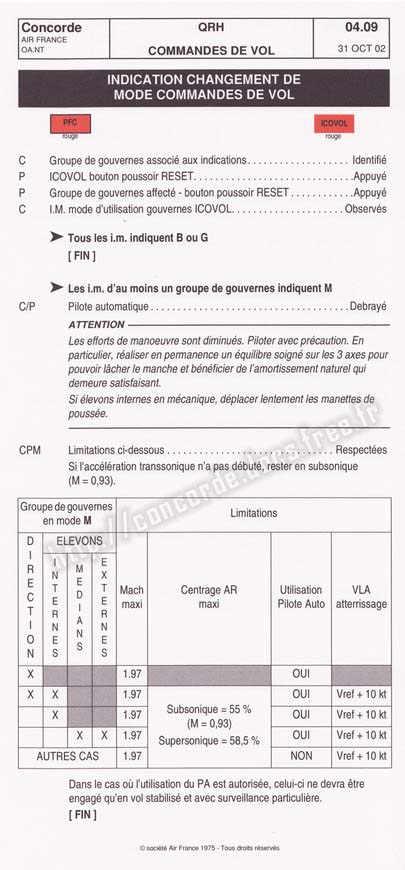 Concorde QRH 04.09
AIR FRANCE
OA.NT COMMANDES DE VOL 31 OCT 02
INDICATION CHANGEMENT DE
MODE COMMANDES DE VOL
PFC ICOVOL
rouge rouge
C Groupe de gouvernes associé aux indications. . . . . . . . . . . . . . . . . Identifié
P ICOVOL bouton poussoir RESET. . . . . . . . . . . . . . . . . . . . . . . . . . .Appuyé
P Groupe de gouvernes affecté - bouton poussoir RESET . . . . . . . . . . Appuyé
C I.M. mode d'utilisation gouvernes ICOVOL. . . . . . . . . . . . . . . . . . . Observés
➤ Tous les i.m. indiquent B ou G
[ FIN ]
➤ Les i.m. d'au moins un groupe de gouvernes indiquent M
C/P Pilote automatique . . . . . . . . . . . . . . . . . . . . . . . . . . . . . . . . . Debrayé
ATTENTION
Les efforts de manoeuvre sont diminués. Piloter avec précaution. En
particulier, réaliser en permanence un équilibre soigné sur les 3 axes pour
pouvoir lâcher le manche et bénéficier de l'amortissement naturel qui
demeure satisfaisant.
Si élevons internes en mécanique, déplacer lentement les manettes de
poussée.
CPM Limitations ci-dessous . . . . . . . . . . . . . . . . . . . . . . . . . . . . Respectées
Si l'accélération transsonique n'a pas débuté, rester en subsonique
(M = 0,93).
http://concorde.dars.free.fr
Groupe de gouvernes
en mode M
Limitations
DIRECTION
ELEVONS
INTERNES
MEDIANS
EXTERNES
Mach
maxi
Centrage AR
maxi
Utilisation
Pilote Auto
VLA
atterrissage
X 1.97 OUI
X X 1.97 OUI Vref + 10 kt
X 1.97 OUI Vref + 10 kt
X X 1.97 OUI Vref + 10 kt
AUTRES CAS 1.97 NON Vref + 10 kt
Subsonique = 55 %
(M = 0,93)
Supersonique = 58,5 %
Dans le cas où l'utilisation du PA est autorisée, celui-ci ne devra être
engagé qu'en vol stabilisé et avec surveillance particulière.
[ FIN ]
© société Air France 1975 - Tous droits réservés